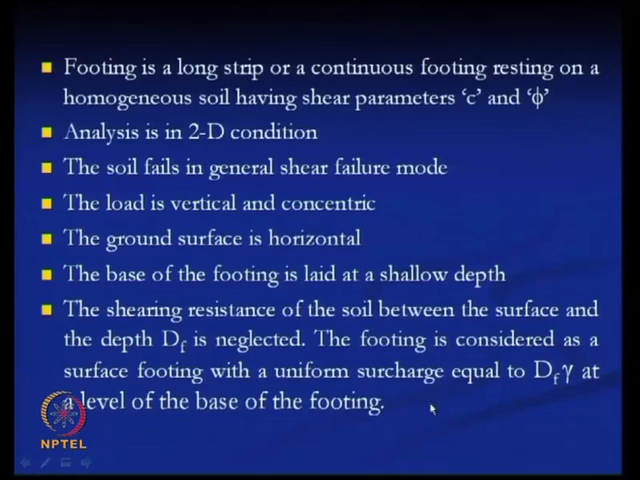 Footing is a long strip or a continuous footing resting on a
homogeneous soil having shear parameters ‘c’ and ‘ϕ’
Analysis is in 2-D condition
The soil fails in general shear failure mode
The load is vertical and concentric
The ground surface is horizontal
The base of the footing is laid at a shallow depth
The shearing resistance of the soil between the surface and
the depth Df is neglected. The footing is considered as a
surface footing with a uniform surcharge equal to Dfγ at
a level of the base of the footing.
NPTEL